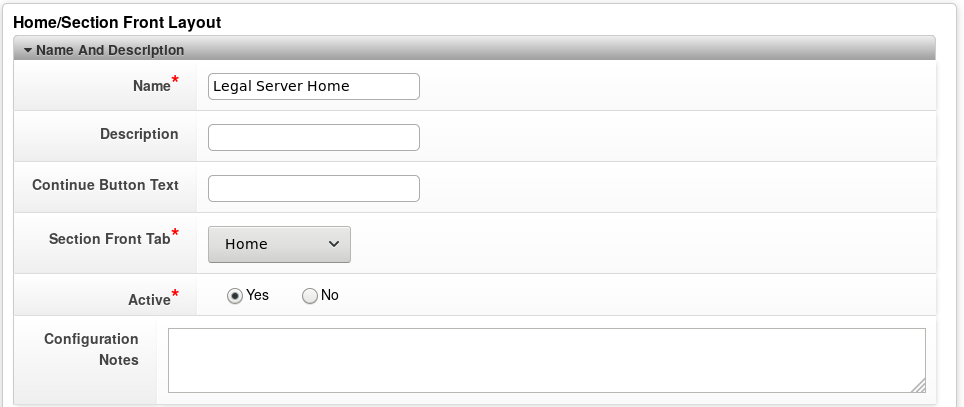 Home/Section Front Layout
Name And Description
Name*
Legal Server Home
Description
Continue Button Text
Section Front Tab*
Home
Active*
Yes
No
Configuration
Notes